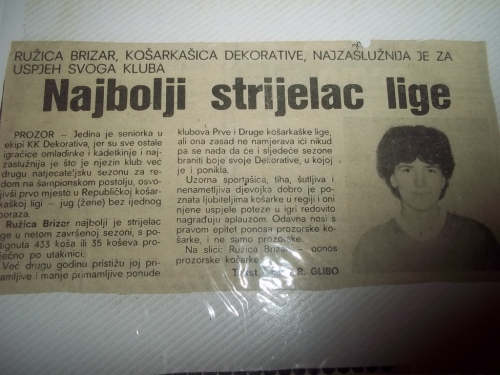 RUŽICA BRIZAR, KOŠARKAŠICA DEKORATIVE, NAJZASLUŽNIJA JE ZA
USPJEH SVOGA KLUBA
Najbolji strijelac lige
PROZOR — Jedina je seniorka u
ekipi KK Dekorativa, jer su sve ostale
igračice omladinke i kadetkinje i naj-
zaslužnija je što je njezin klub već
drugu natjecateljsku sezonu za re-
dom na šampionskom postolju, osvo-
jivši prvo mjesto u Republičkoj košar-
kaškoj ligi — jug (žene) bez ijednog
poraza.
Ružica Brizer najbolji je strijelac
lige u netom završenoj sezoni, s po-
stignuta 433 koša ili 35 koševa pro-
ječno po utakmici.
Već drugu godinu pristižu joj pri-
mamljive i manje primamljive ponude
klubova Prve i Druge košarkaške lige,
ali ona zasad ne namjerava ići nikud
pa se nada da će i sljedeće sezone
braniti boje svoje Dekorative, u kojoj
je i ponikla.
Uzorna sportašica, tiha, šutljiva i
nenametljiva djevojka dobro je po-
znata ljubiteljima košarke u regiji i oni
njene uspjele poteze u igri redovito
nagrađuju aplauzom. Odavna nosi s
pravom epitet ponosa prozorske ko-
šarke, i ne samo prozorske.
Na slici: Ružica Brizer — ponos
prozorske košarke
R. GLIBO